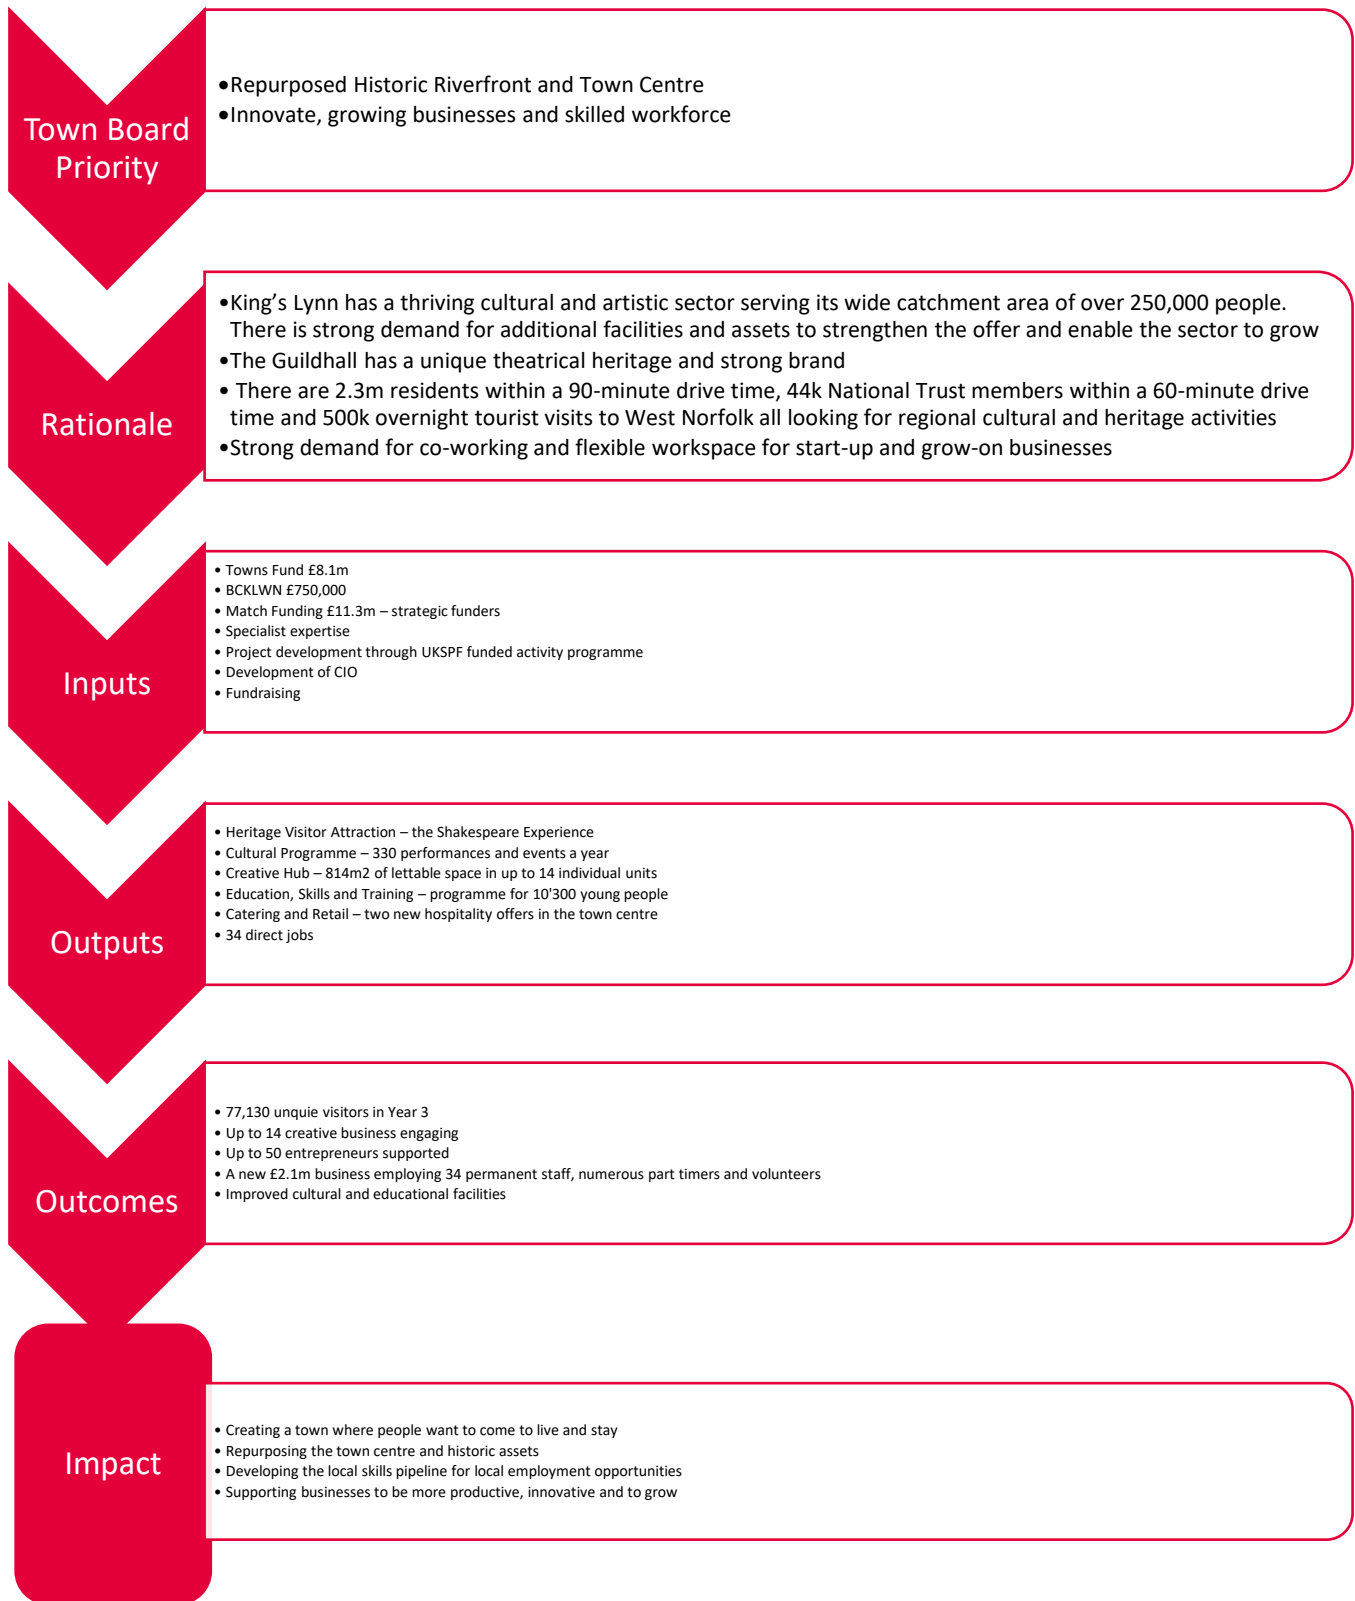 Town Board
Priority
•Repurposed Historic Riverfront and Town Centre
•Innovate, growing businesses and skilled workforce
Rationale
•King’s Lynn has a thriving cultural and artistic sector serving its wide catchment area of over 250,000 people.
There is strong demand for additional facilities and assets to strengthen the offer and enable the sector to grow
•The Guildhall has a unique theatrical heritage and strong brand
• There are 2.3m residents within a 90-minute drive time, 44k National Trust members within a 60-minute drive
time and 500k overnight tourist visits to West Norfolk all looking for regional cultural and heritage activities
•Strong demand for co-working and flexible workspace for start-up and grow-on businesses
Inputs
• Towns Fund £8.1m
• BCKLWN £750,000
• Match Funding £11.3m – strategic funders
• Specialist expertise
• Project development through UKSPF funded activity programme
• Development of CIO
• Fundraising
Outputs
• Heritage Visitor Attraction – the Shakespeare Experience
• Cultural Programme – 330 performances and events a year
• Creative Hub – 814m2 of lettable space in up to 14 individual units
• Education, Skills and Training – programme for 10'300 young people
• Catering and Retail – two new hospitality offers in the town centre
• 34 direct jobs
Outcomes
• 77,130 unquie visitors in Year 3
• Up to 14 creative business engaging
• Up to 50 entrepreneurs supported
• A new £2.1m business employing 34 permanent staff, numerous part timers and volunteers
• Improved cultural and educational facilities
Impact
• Creating a town where people want to come to live and stay
• Repurposing the town centre and historic assets
• Developing the local skills pipeline for local employment opportunities
• Supporting businesses to be more productive, innovative and to grow